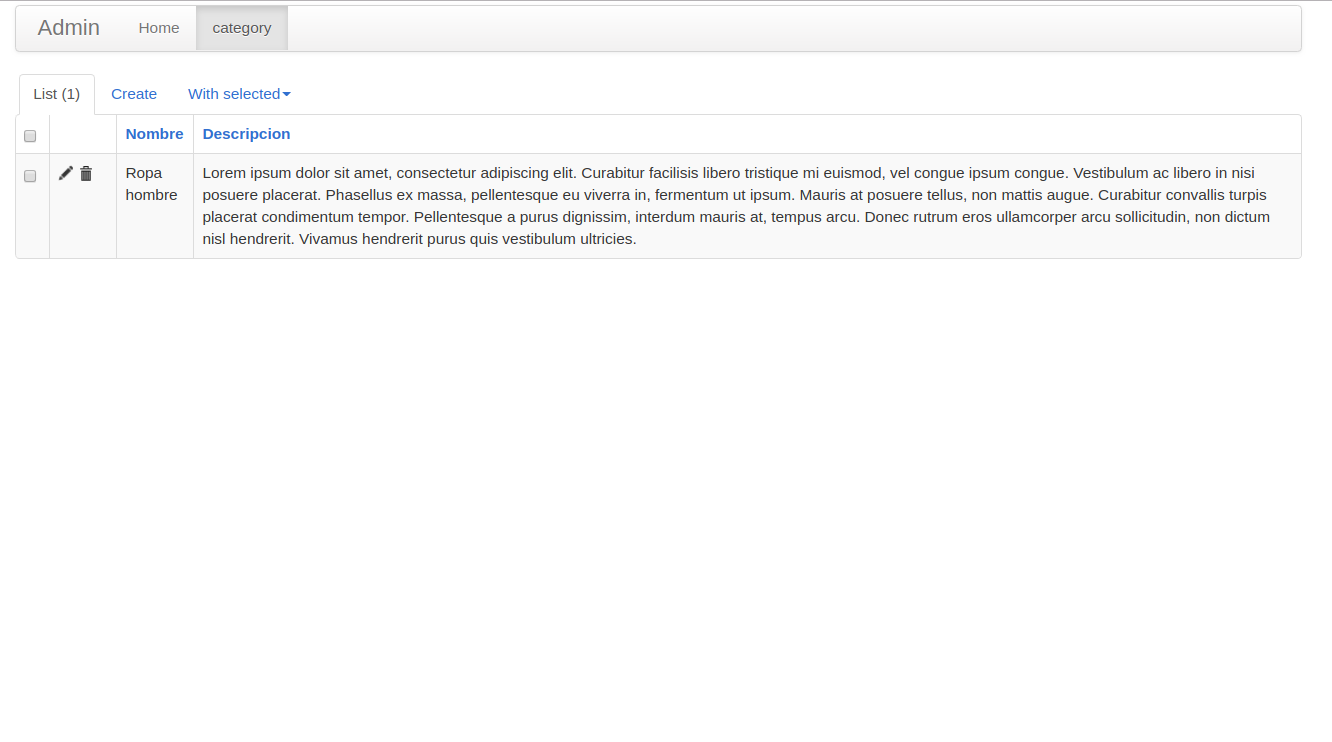 Admin Home category
List (1) Create With selected
Nombre Descripcion
Ropa hombre
Lorem ipsum dolor sit amet, consectetur adipiscing elit. Curabitur facilisis libero tristique mi euismod, vel congue ipsum congue. Vestibulum ac libero in nisi
posuere placerat. Phasellus ex massa, pellentesque eu viverra in, fermentum ut ipsum. Mauris at posuere tellus, non mattis augue. Curabitur convallis turpis
placerat condimentum tempor. Pellentesque a purus dignissim, interdum mauris at, tempus arcu. Donec rutrum eros ullamcorper arcu sollicitudin, non dictum
nisl hendrerit. Vivamus hendrerit purus quis vestibulum ultricies.